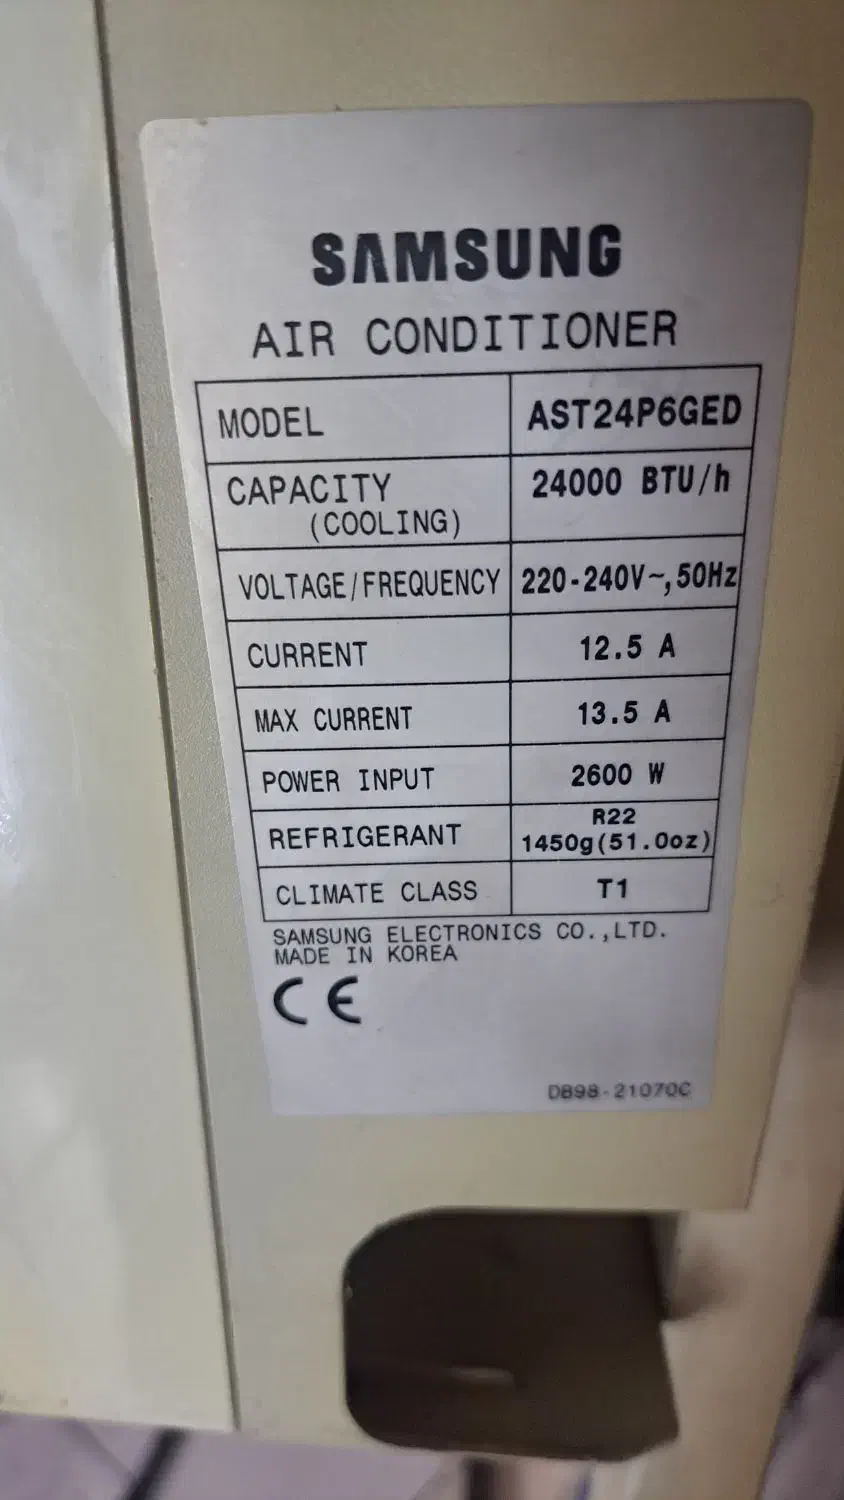 SAMSUNG
AIR CONDITIONER
MODEL AST24P6GED
CAPACITY 24000 BTU/h
(COOLING)
VOLTAGE/FREQUENCY 220-240V~,50Hz
CURRENT 12.5 A
MAX CURRENT 13.5 A
POWER INPUT 2600 W
REFRIGERANT R22
1450g(51.0oz)
CLIMATE CLASS T1
SAMSUNG ELECTRONICS CO.,LTD.
MADE IN KOREA
CE
DB98-21070C